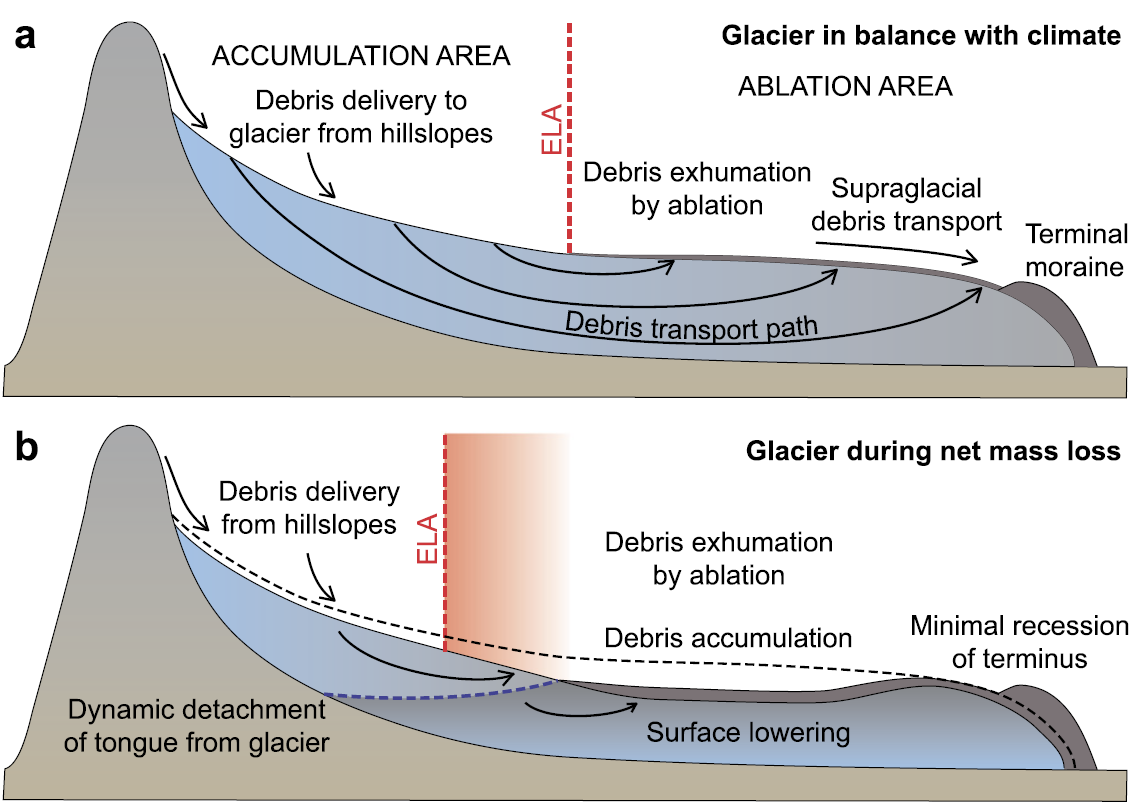 a
Glacier in balance with climate
ACCUMULATION AREA
ABLATION AREA
Debris delivery to
glacier from hillslopes
ELA
Debris exhumation
by ablation
Supraglacial
debris transport
Terminal
moraine
Debris transport path
b
Glacier during net mass loss
Debris delivery
from hillslopes
ELA
Debris exhumation
by ablation
Debris accumulation
Minimal recession
of terminus
Dynamic detachment
of tongue from glacier
Surface lowering